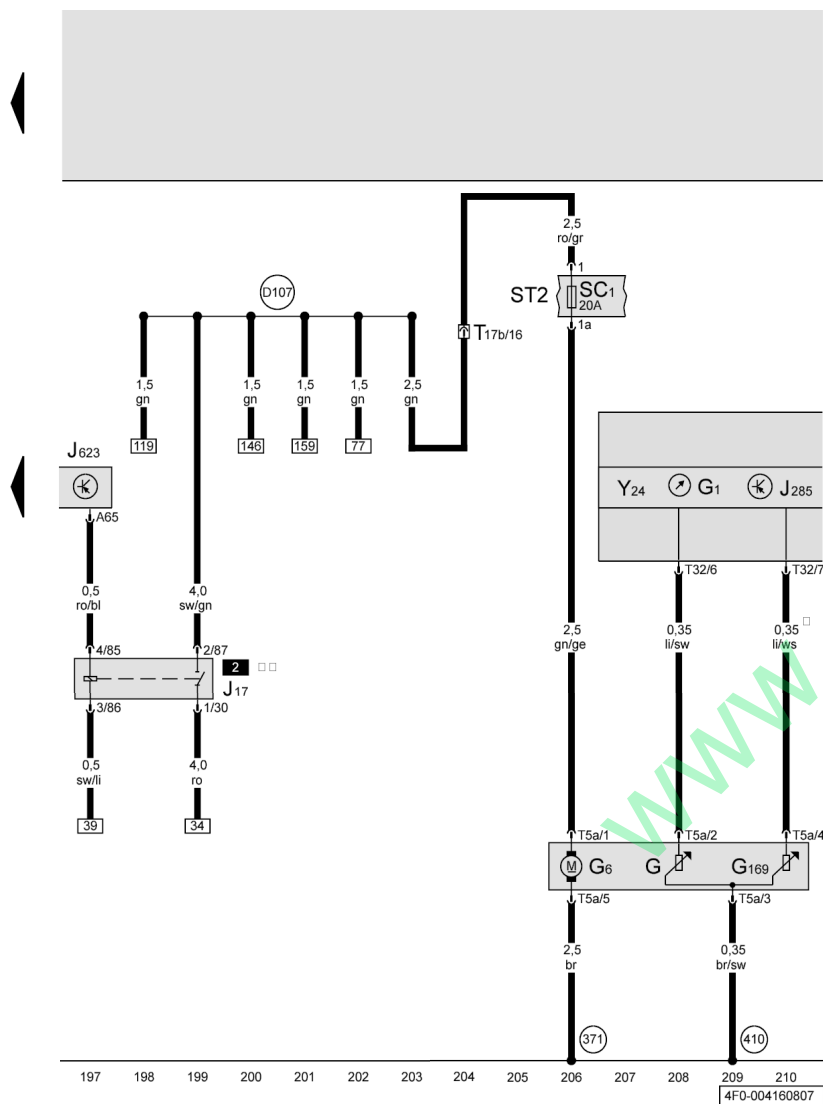 2,5
ro/gr
1
D107
ST2
SC1
20A
1a
T17b/16
1,5
gn
1,5
gn
1,5
gn
1,5
gn
2,5
gn
119
146
159
77
J623
A65
Y24
G1
J285
T32/6
T32/7
0,5
ro/bl
4,0
sw/gn
2,5
gn/ge
0,35
li/sw
0,35
li/ws
4/85
2/87
2
J17
3/86
1/30
0,5
sw/li
4,0
ro
39
34
WWW
T5a/1
T5a/2
T5a/4
M
G6
G
G169
T5a/5
T5a/3
2,5
br
0,35
br/sw
371
410
197 198 199 200 201 202 203 204 205 206 207 208 209 210
4F0-004160807